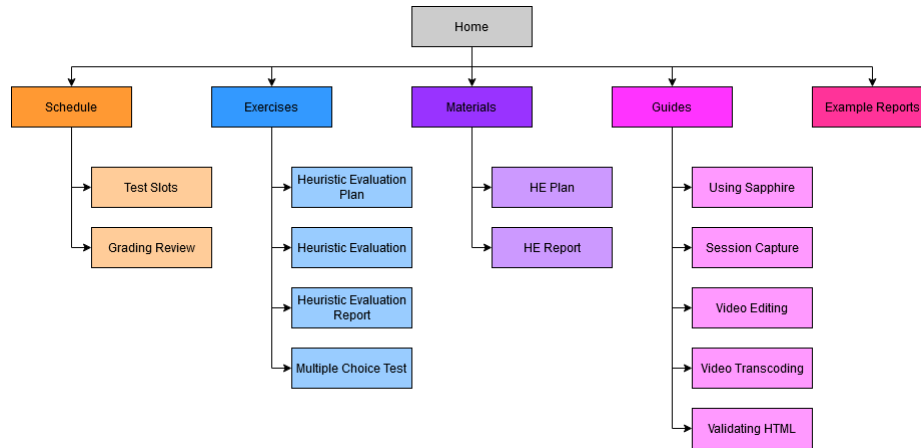 Home
Schedule
Exercises
Materials
Guides
Example Reports
Test Slots
Grading Review
Heuristic Evaluation
Plan
Heuristic Evaluation
Heuristic Evaluation
Report
Multiple Choice Test
HE Plan
HE Report
Using Sapphire
Session Capture
Video Editing
Video Transcoding
Validating HTML